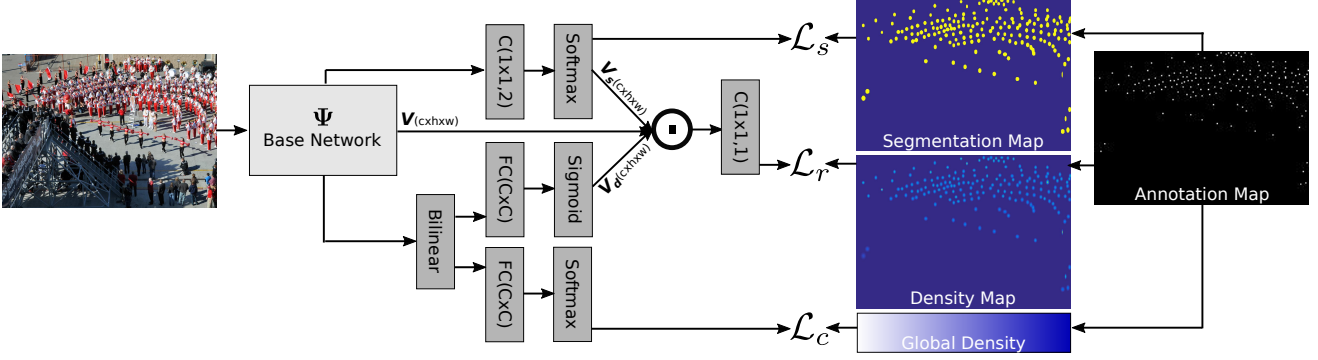 Ψ
Base Network
C(1x1,2)
Softmax
V(cxhxw)
Vs(cxhxw)
Vd(cxhxw)
Bilinear
FC(CxC)
Sigmoid
FC(CxC)
Softmax
C(1x1,1)
ℒs
ℒr
ℒc
Segmentation Map
Density Map
Global Density
Annotation Map